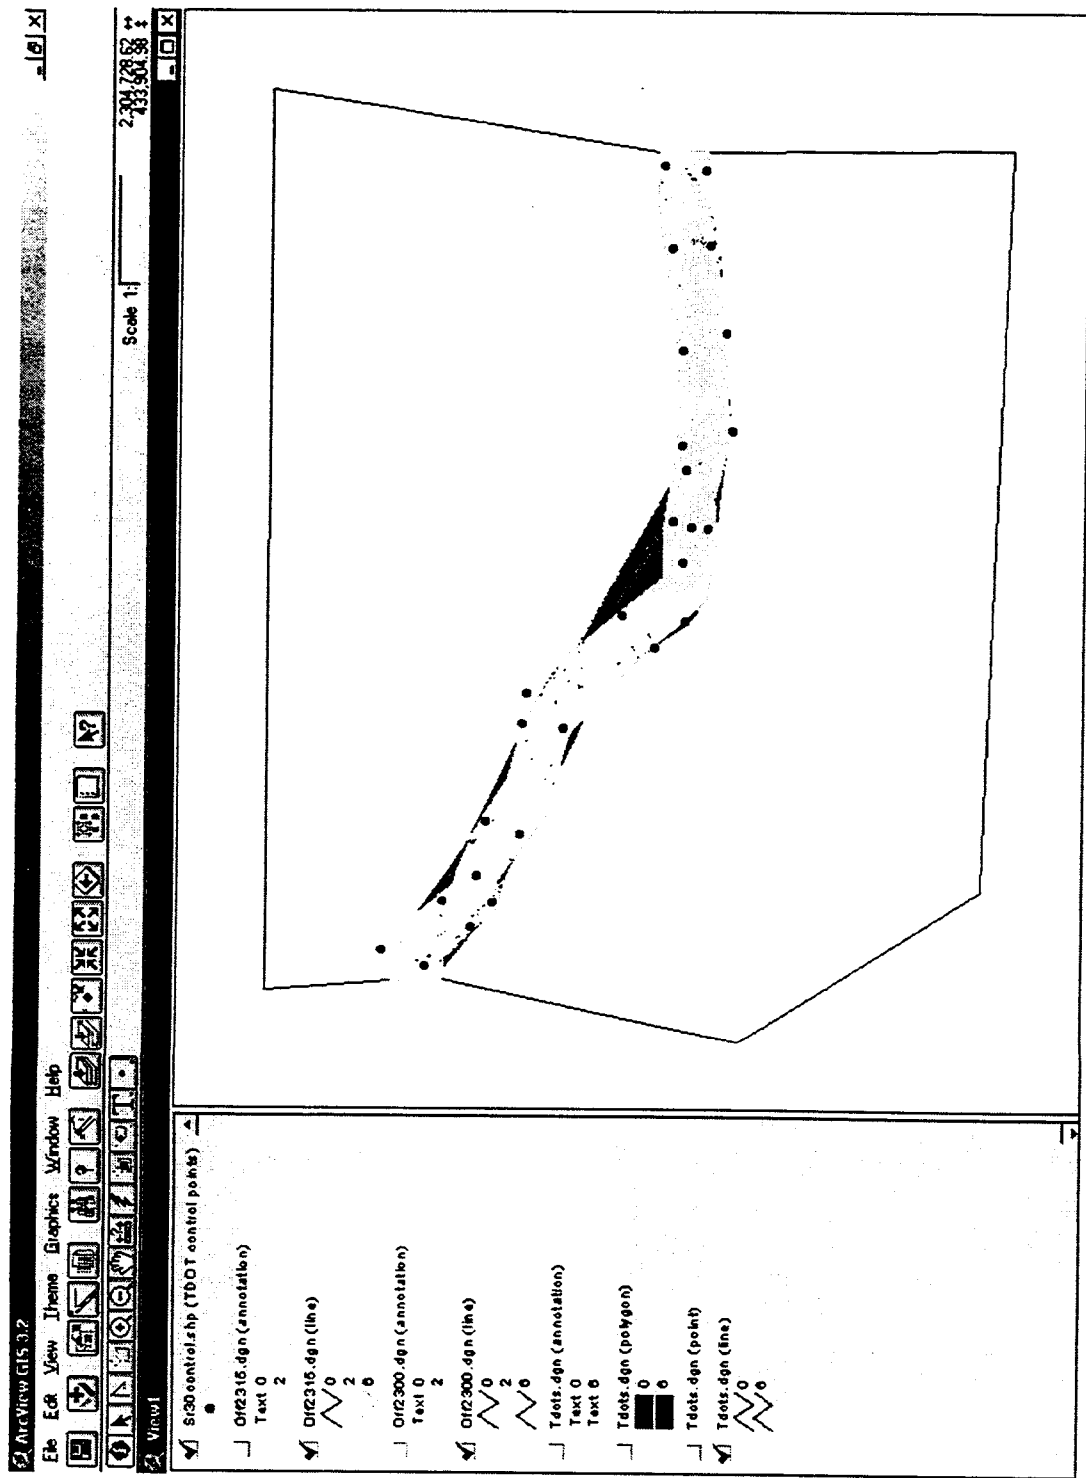 ArcView GIS 3.2
File Edit View Theme Graphics Window Help
Scale 1:
2,304,728.62
433,904.98
View1
Sr30control.shp (TDOT control points)
Off2315.dgn (annotation)
Text 0
2
Off2315.dgn (line)
0
2
6
Off2300.dgn (annotation)
Text 0
2
Off2300.dgn (line)
0
2
6
Tdots.dgn (annotation)
Text 0
Text 6
Tdots.dgn (polygon)
0
6
Tdots.dgn (point)
Tdots.dgn (line)
0
6